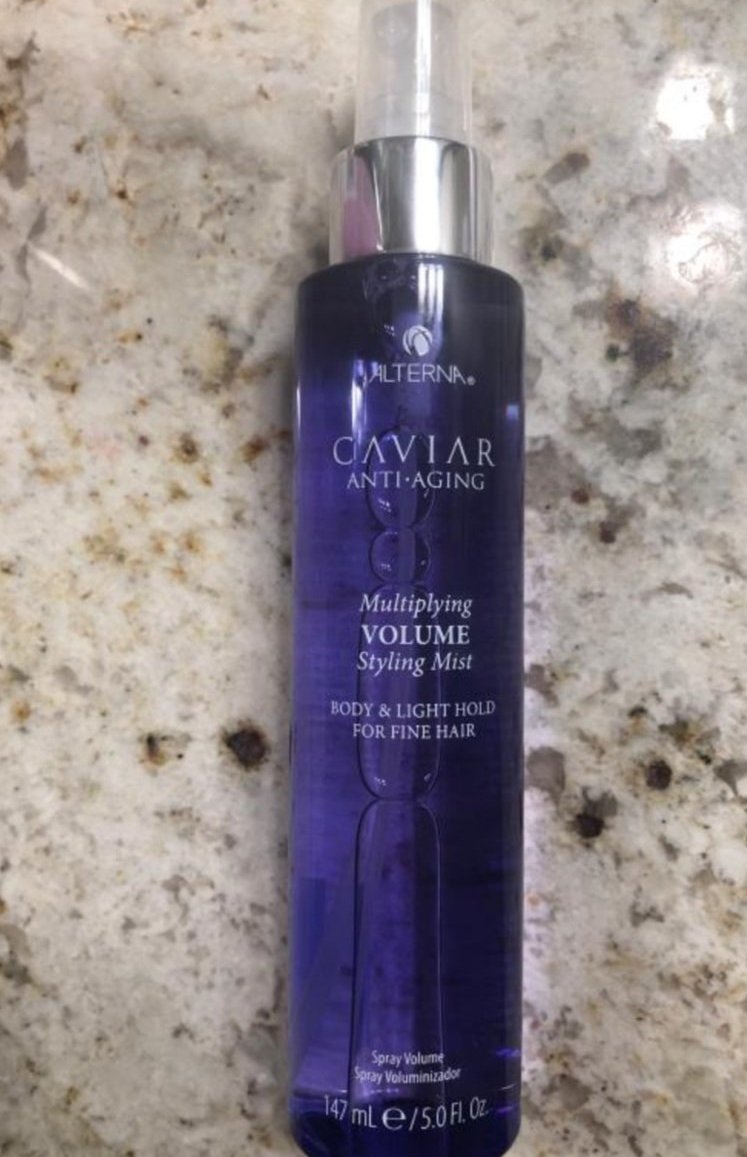 ALTERNA®
CAVIAR
ANTI·AGING
Multiplying
VOLUME
Styling Mist
BODY & LIGHT HOLD
FOR FINE HAIR
Spray Volume
Spray Voluminizador
147 mL ℮/5.0 Fl. Oz.